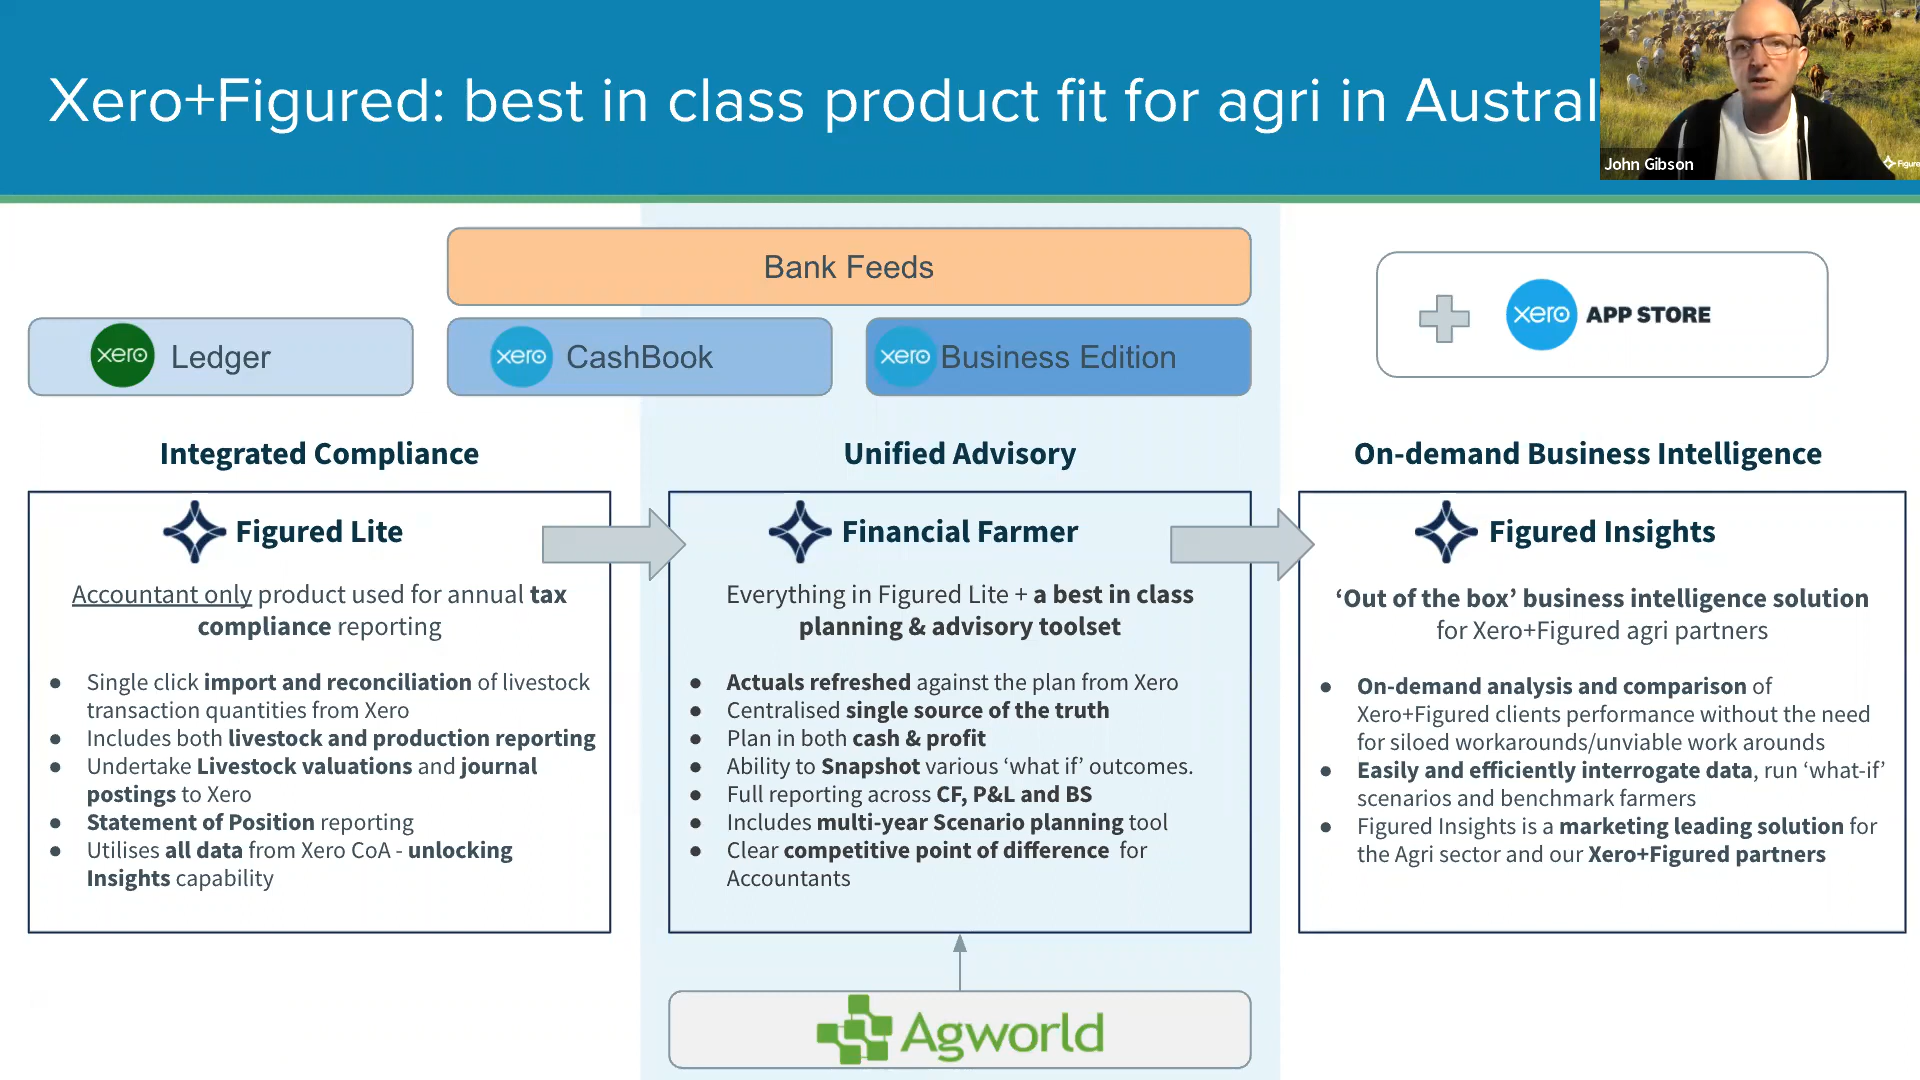 Xero+Figured: best in class product fit for agri in Austral
John Gibson
Figure
Bank Feeds
xero Ledger
xero CashBook
xero Business Edition
xero APP STORE
Integrated Compliance
Figured Lite
Accountant only product used for annual tax
compliance reporting
● Single click import and reconciliation of livestock
transaction quantities from Xero
● Includes both livestock and production reporting
● Undertake Livestock valuations and journal
postings to Xero
● Statement of Position reporting
● Utilises all data from Xero CoA - unlocking
Insights capability
Unified Advisory
Financial Farmer
Everything in Figured Lite + a best in class
planning & advisory toolset
● Actuals refreshed against the plan from Xero
● Centralised single source of the truth
● Plan in both cash & profit
● Ability to Snapshot various ‘what if’ outcomes.
● Full reporting across CF, P&L and BS
● Includes multi-year Scenario planning tool
● Clear competitive point of difference for
Accountants
Agworld
On-demand Business Intelligence
Figured Insights
‘Out of the box’ business intelligence solution
for Xero+Figured agri partners
● On-demand analysis and comparison of
Xero+Figured clients performance without the need
for siloed workarounds/unviable work arounds
● Easily and efficiently interrogate data, run ‘what-if’
scenarios and benchmark farmers
● Figured Insights is a marketing leading solution for
the Agri sector and our Xero+Figured partners